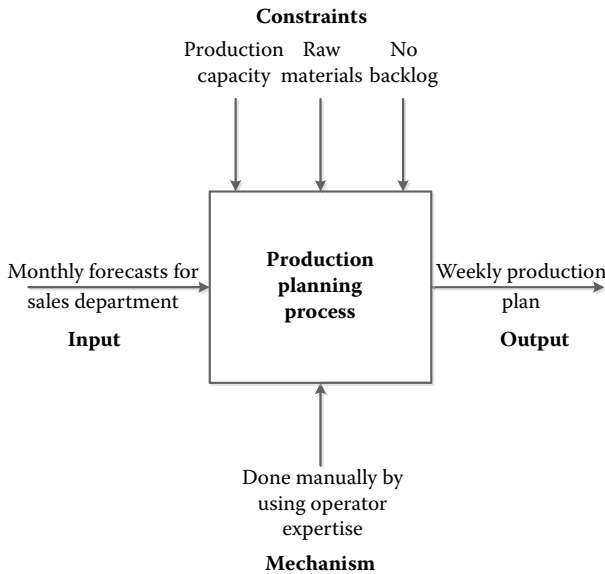 Constraints
Production capacity
Raw materials
No backlog
Monthly forecasts for
sales department
Input
Production
planning
process
Weekly production
plan
Output
Done manually by
using operator
expertise
Mechanism